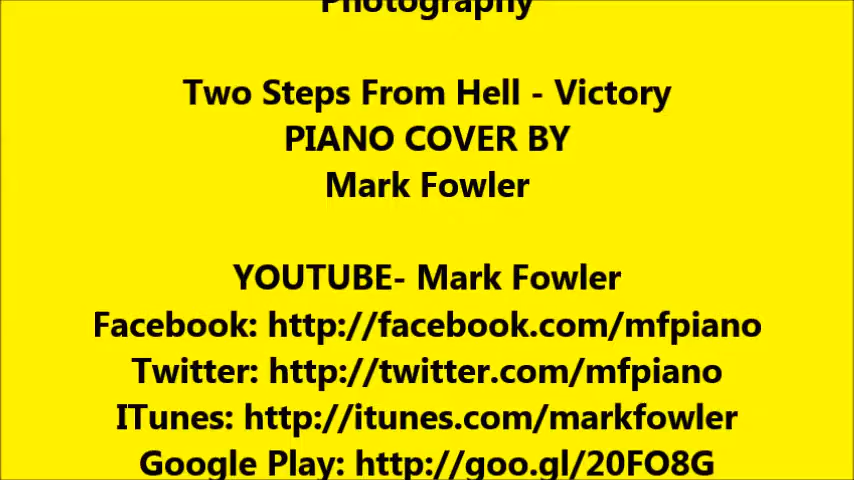 Photography
Two Steps From Hell - Victory
PIANO COVER BY
Mark Fowler
YOUTUBE- Mark Fowler
Facebook: http://facebook.com/mfpiano
Twitter: http://twitter.com/mfpiano
ITunes: http://itunes.com/markfowler
Google Play: http://goo.gl/20FO8G